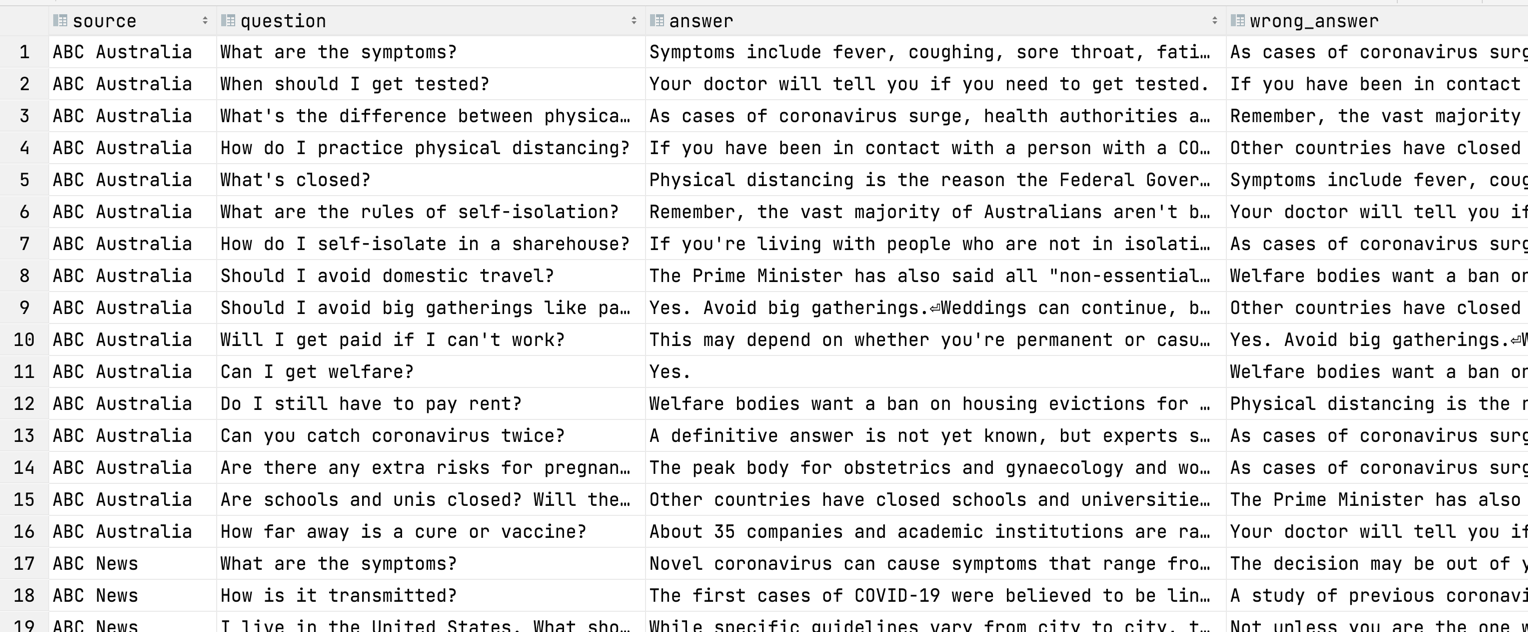 source question answer wrong_answer
1 ABC Australia What are the symptoms? Symptoms include fever, coughing, sore throat, fati… As cases of coronavirus surg
2 ABC Australia When should I get tested? Your doctor will tell you if you need to get tested. If you have been in contact
3 ABC Australia What's the difference between physica… As cases of coronavirus surge, health authorities a… Remember, the vast majority
4 ABC Australia How do I practice physical distancing? If you have been in contact with a person with a CO… Other countries have closed
5 ABC Australia What's closed? Physical distancing is the reason the Federal Gover… Symptoms include fever, coug
6 ABC Australia What are the rules of self-isolation? Remember, the vast majority of Australians aren't b… Your doctor will tell you if
7 ABC Australia How do I self-isolate in a sharehouse? If you're living with people who are not in isolati… As cases of coronavirus surg
8 ABC Australia Should I avoid domestic travel? The Prime Minister has also said all "non-essential… Welfare bodies want a ban on
9 ABC Australia Should I avoid big gatherings like pa… Yes. Avoid big gatherings.⏎Weddings can continue, b… Other countries have closed
10 ABC Australia Will I get paid if I can't work? This may depend on whether you're permanent or casu… Yes. Avoid big gatherings.⏎W
11 ABC Australia Can I get welfare? Yes. Welfare bodies want a ban on
12 ABC Australia Do I still have to pay rent? Welfare bodies want a ban on housing evictions for … Physical distancing is the r
13 ABC Australia Can you catch coronavirus twice? A definitive answer is not yet known, but experts s… As cases of coronavirus surg
14 ABC Australia Are there any extra risks for pregnan… The peak body for obstetrics and gynaecology and wo… As cases of coronavirus surg
15 ABC Australia Are schools and unis closed? Will the… Other countries have closed schools and universitie… The Prime Minister has also
16 ABC Australia How far away is a cure or vaccine? About 35 companies and academic institutions are ra… Your doctor will tell you if
17 ABC News What are the symptoms? Novel coronavirus can cause symptoms that range fro… The decision may be out of y
18 ABC News How is it transmitted? The first cases of COVID-19 were believed to be lin… A study of previous coronavi
19 ABC News I live in the United States. What sho… While specific guidelines vary from city to city, t… Not unless you are the one w